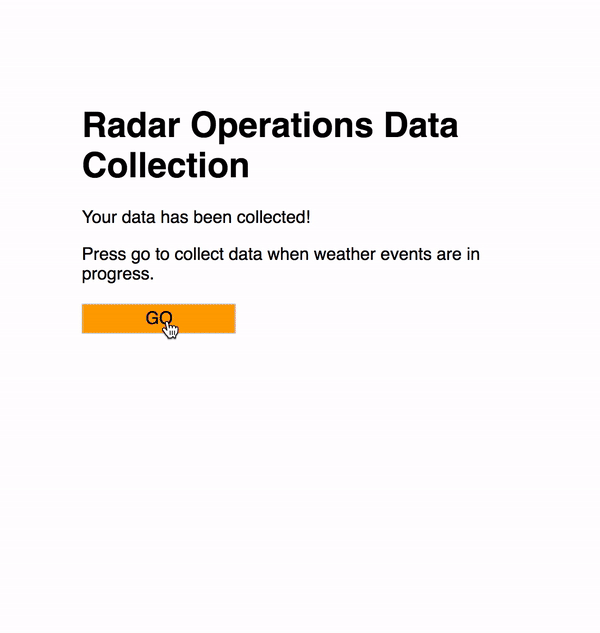 Radar Operations Data
Collection
Your data has been collected!
Press go to collect data when weather events are in
progress.
GO